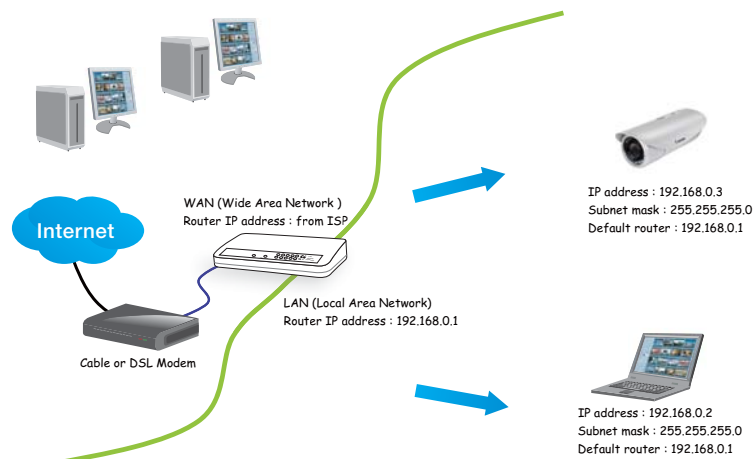 WAN (Wide Area Network )
Router IP address : from ISP
Internet
LAN (Local Area Network)
Router IP address : 192.168.0.1
Cable or DSL Modem
IP address : 192.168.0.3
Subnet mask : 255.255.255.0
Default router : 192.168.0.1
IP address : 192.168.0.2
Subnet mask : 255.255.255.0
Default router : 192.168.0.1